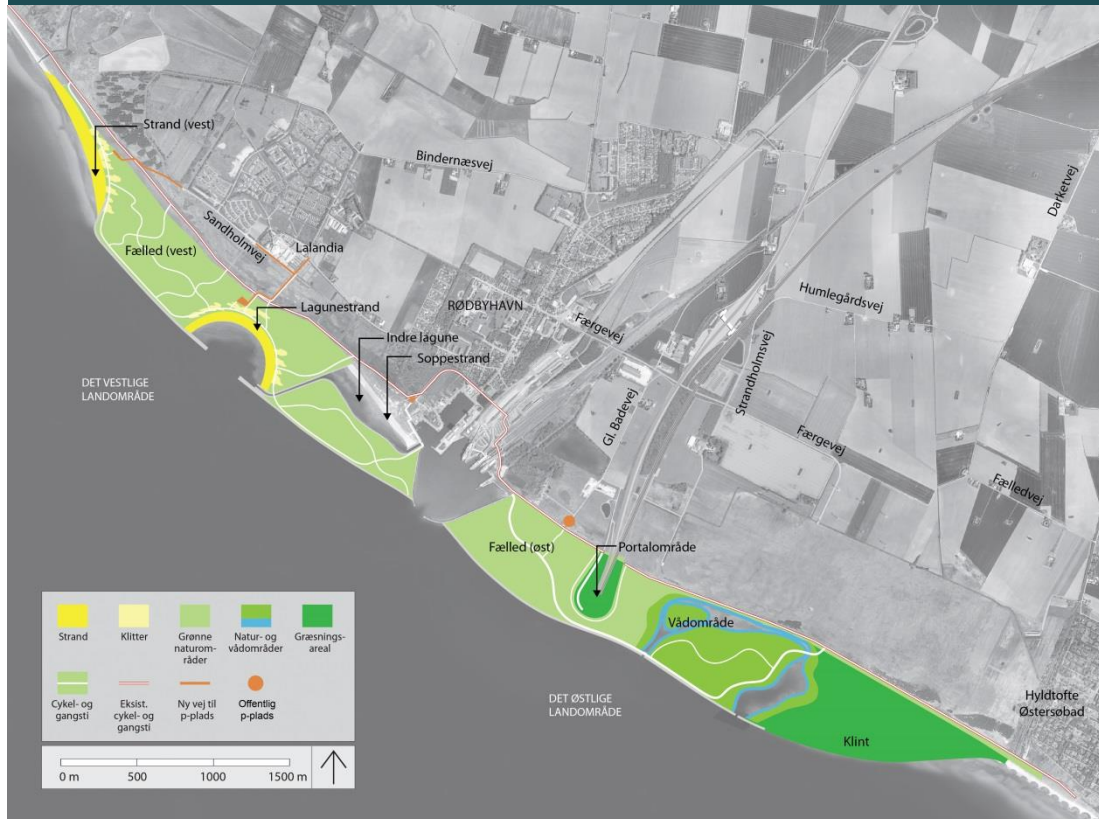 Strand (vest)
Bindernæsvej
Darketvej
Sandholmvej
Lalandia
Fælled (vest)
Lagunestrand
RØDBYHAVN
Humlegårdsvej
Færgevej
Indre lagune
Soppestrand
Strandholmsvej
DET VESTLIGE
LANDOMRÅDE
Gl. Badevej
Færgevej
Fælledvej
Fælled (øst)
Portalområde
Vådområde
DET ØSTLIGE
LANDOMRÅDE
Hyldtofte
Østersøbad
Klint
Strand
Klitter
Grønne
naturom-
råder
Natur- og
vådområder
Græsnings-
areal
Cykel- og
gangsti
Eksist.
cykel- og
gangsti
Ny vej til
p-plads
Offentlig
p-plads
0 m 500 1000 1500 m